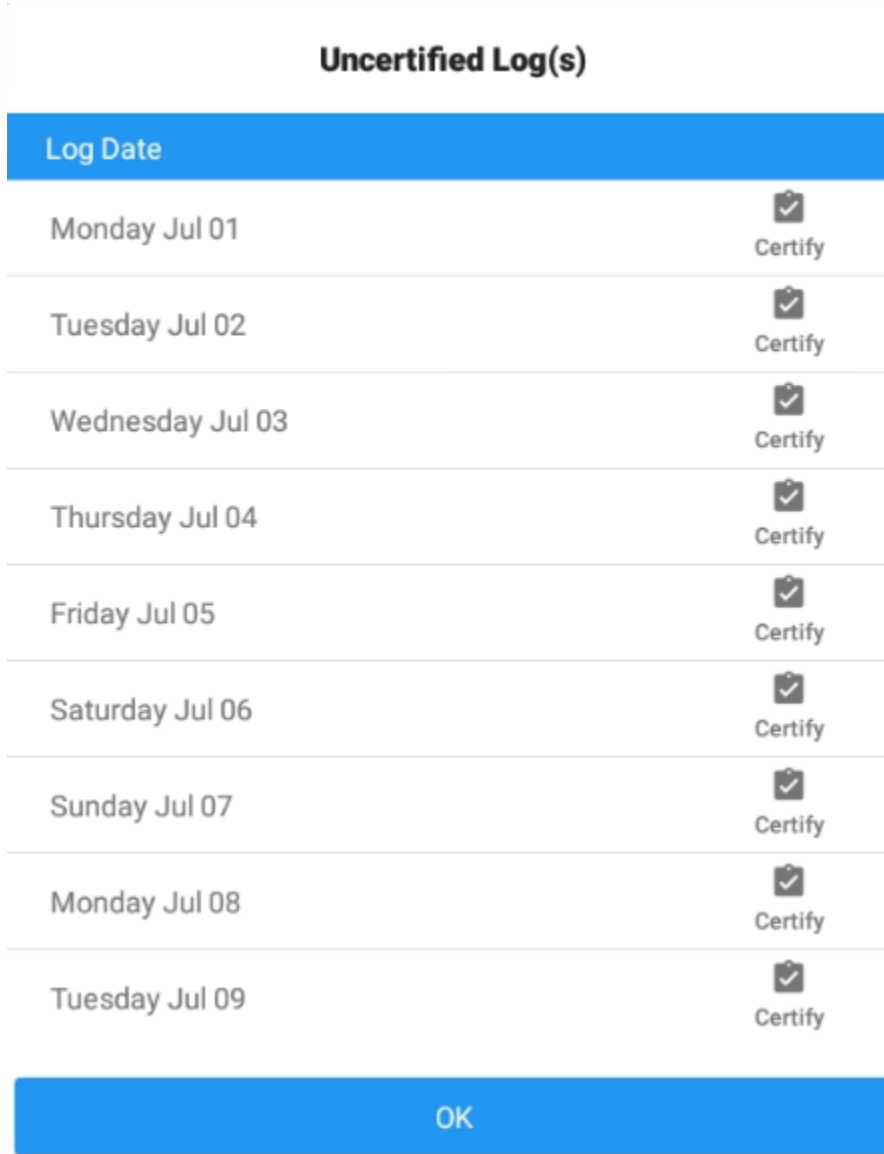 Uncertified Log(s)
Log Date
Monday Jul 01
Certify
Tuesday Jul 02
Certify
Wednesday Jul 03
Certify
Thursday Jul 04
Certify
Friday Jul 05
Certify
Saturday Jul 06
Certify
Sunday Jul 07
Certify
Monday Jul 08
Certify
Tuesday Jul 09
Certify
OK